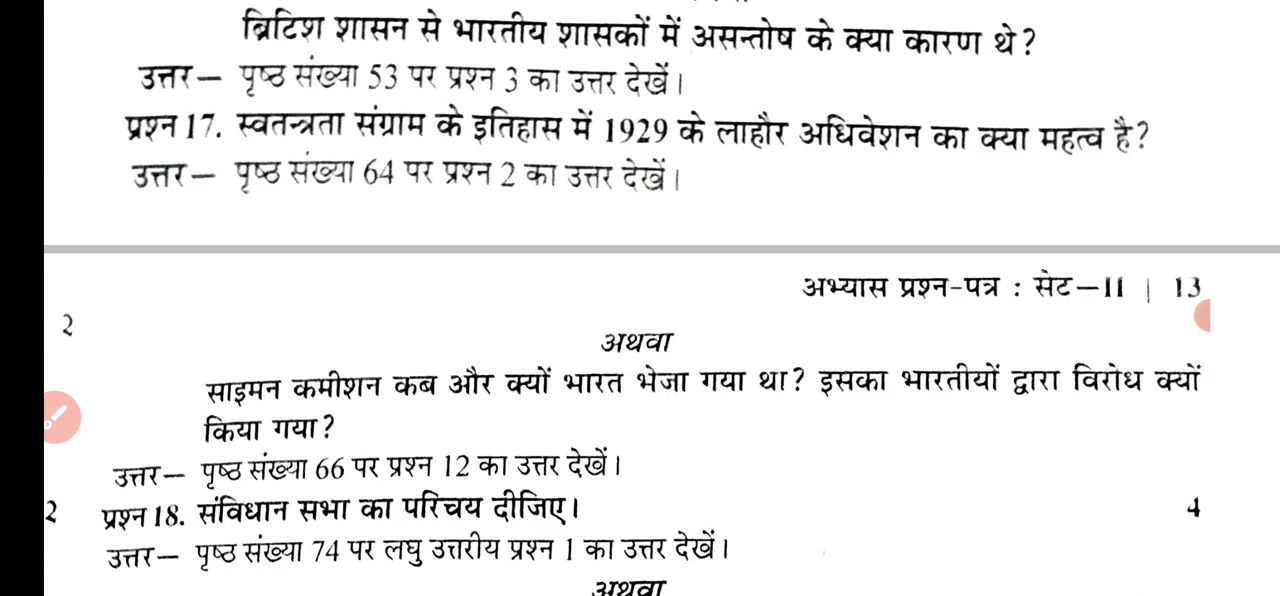 ब्रिटिश शासन से भारतीय शासकों में असन्तोष के क्या कारण थे?
उत्तर— पृष्ठ संख्या 53 पर प्रश्न 3 का उत्तर देखें।
प्रश्न 17. स्वतन्त्रता संग्राम के इतिहास में 1929 के लाहौर अधिवेशन का क्या महत्व है?
उत्तर— पृष्ठ संख्या 64 पर प्रश्न 2 का उत्तर देखें।
अभ्यास प्रश्न-पत्र : सेट—II | 13
2
अथवा
साइमन कमीशन कब और क्यों भारत भेजा गया था? इसका भारतीयों द्वारा विरोध क्यों
किया गया?
उत्तर— पृष्ठ संख्या 66 पर प्रश्न 12 का उत्तर देखें।
2 प्रश्न 18. संविधान सभा का परिचय दीजिए। 4
उत्तर— पृष्ठ संख्या 74 पर लघु उत्तरीय प्रश्न 1 का उत्तर देखें।
अथवा